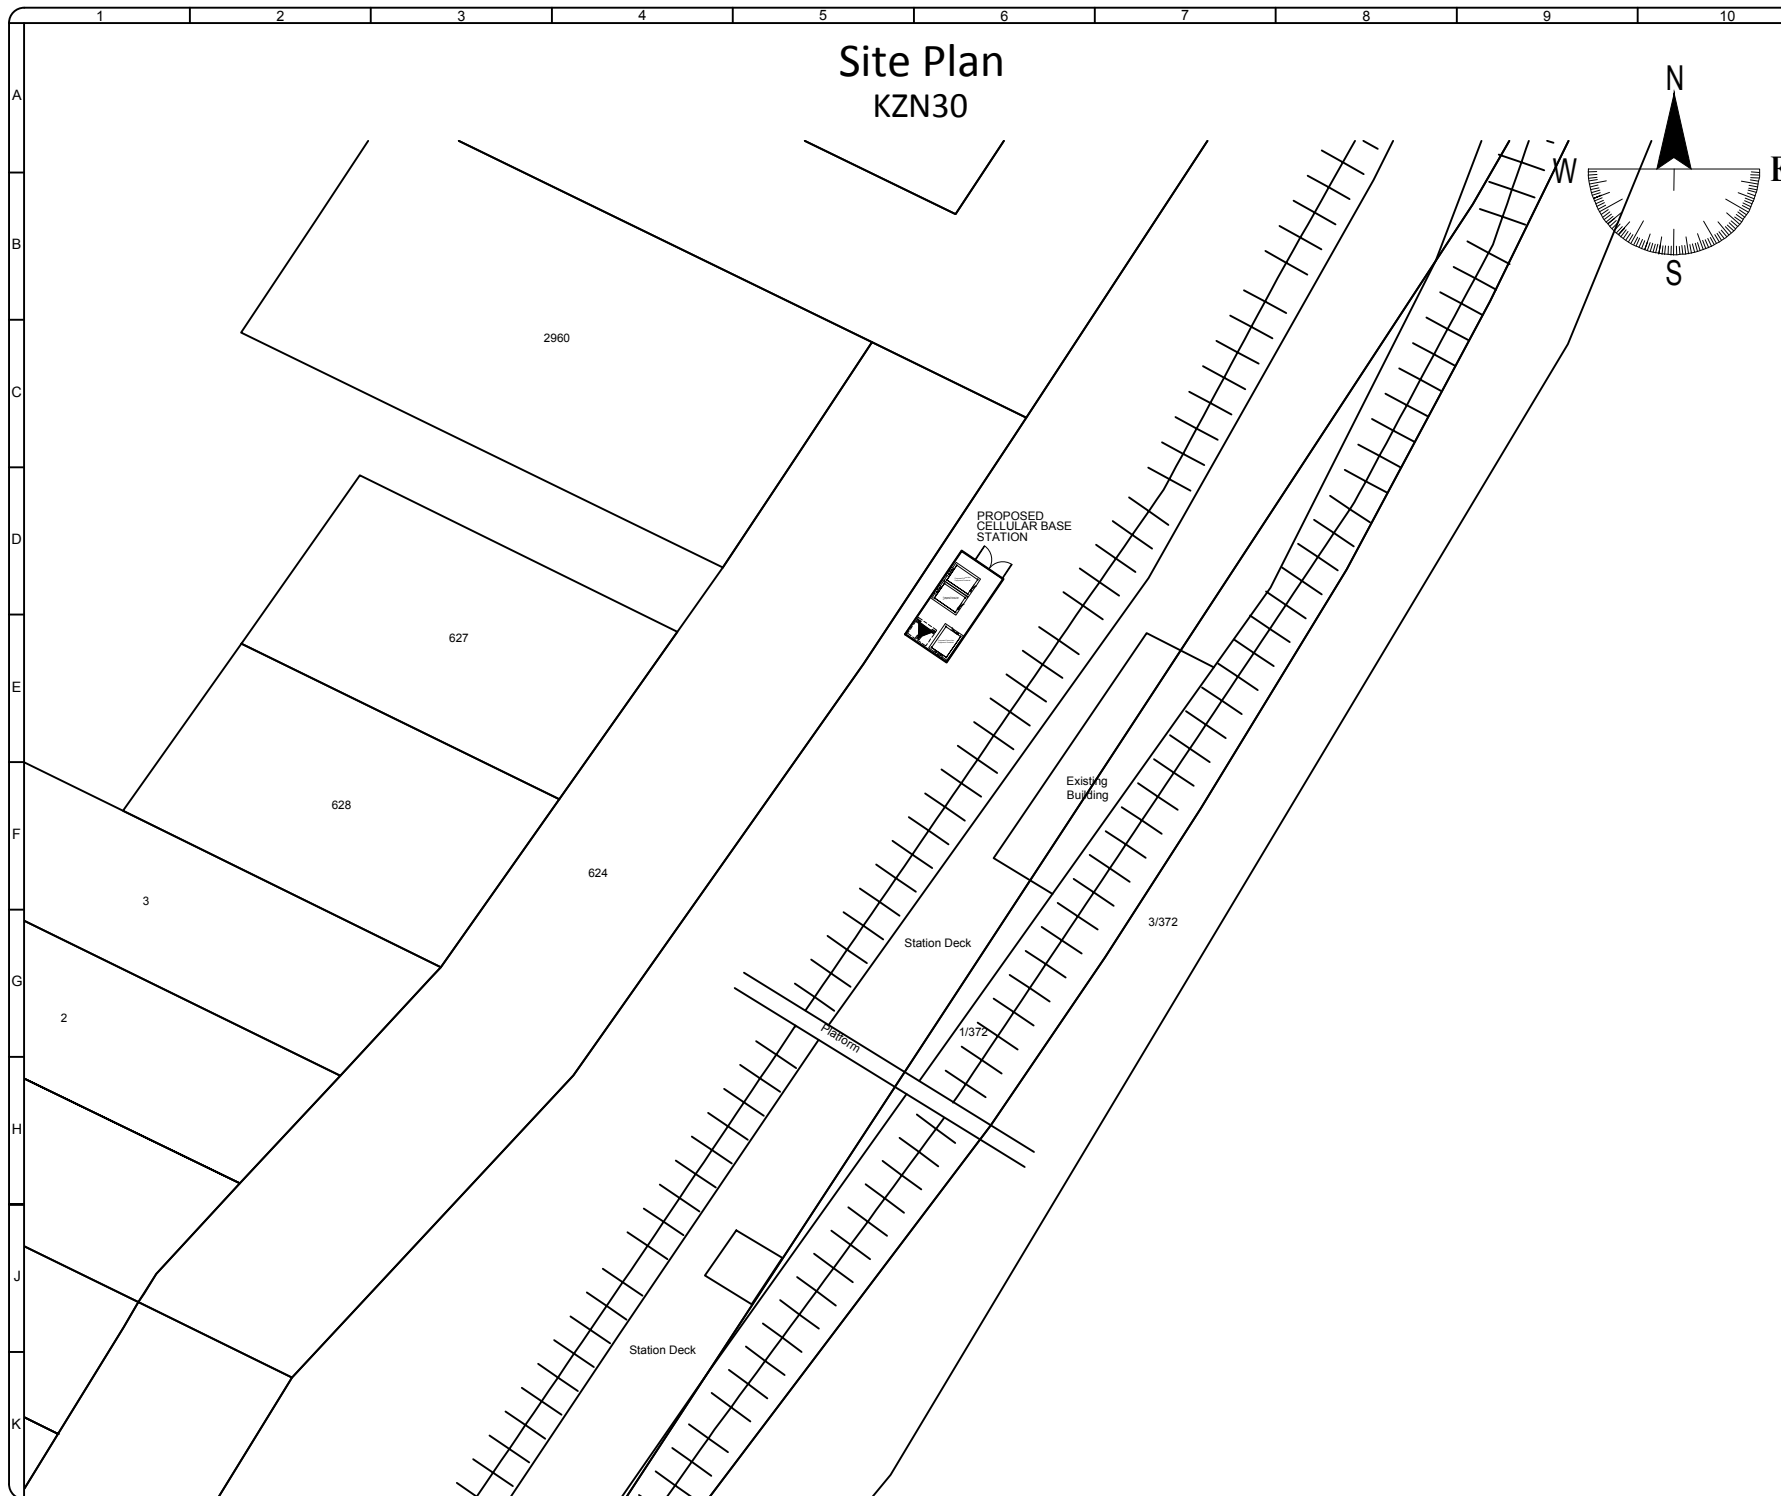 1 2 3 4 5 6 7 8 9 10
Site Plan
KZN30
N
W
S
A
B
C
D
E
F
G
H
J
K
2960
PROPOSED
CELLULAR BASE
STATION
627
Existing
Building
628
624
3
3/372
Station Deck
2
1/372
Platform
Station Deck